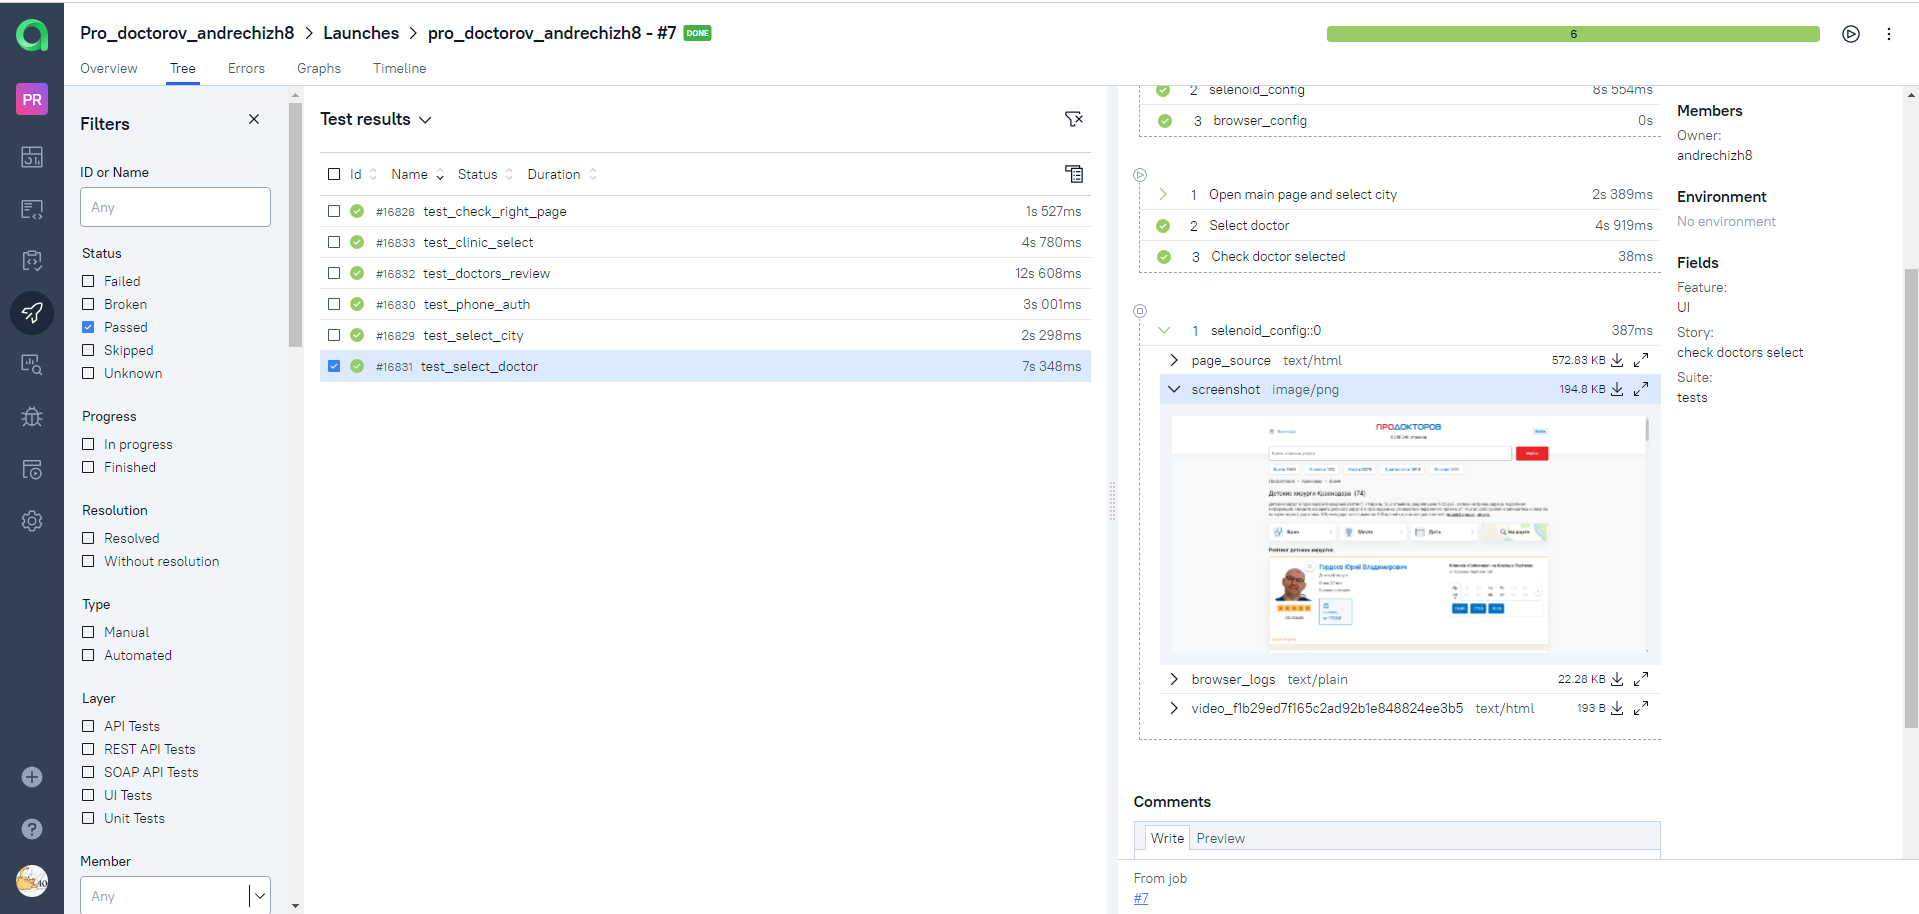 Pro_doctorov_andrechizh8 > Launches > pro_doctorov_andrechizh8 - #7 DONE
6
Overview Tree Errors Graphs Timeline
PR
Filters
ID or Name
Any
Status
Failed
Broken
Passed
Skipped
Unknown
Progress
In progress
Finished
Resolution
Resolved
Without resolution
Type
Manual
Automated
Layer
API Tests
REST API Tests
SOAP API Tests
UI Tests
Unit Tests
Member
Any
Test results
Id Name Status Duration
#16828 test_check_right_page 1s 527ms
#16833 test_clinic_select 4s 780ms
#16832 test_doctors_review 12s 608ms
#16830 test_phone_auth 3s 001ms
#16829 test_select_city 2s 298ms
#16831 test_select_doctor 7s 348ms
2 selenoid_config 8s 554ms
3 browser_config 0s
1 Open main page and select city 2s 389ms
2 Select doctor 4s 919ms
3 Check doctor selected 38ms
1 selenoid_config::0 387ms
page_source text/html 572.83 KB
screenshot image/png 194.8 KB
ПРОДОКТОРОВ
Детские хирурги Краснодара (74)
Врач
Место
Дата
На карте
Рейтинг детских хирургов
Гордеев Юрий Владимирович
browser_logs text/plain 22.28 KB
video_f1b29ed7f165c2ad92b1e848824ee3b5 text/html 193 B
Comments
Write Preview
From job
#7
Members
Owner:
andrechizh8
Environment
No environment
Fields
Feature:
UI
Story:
check doctors select
Suite:
tests